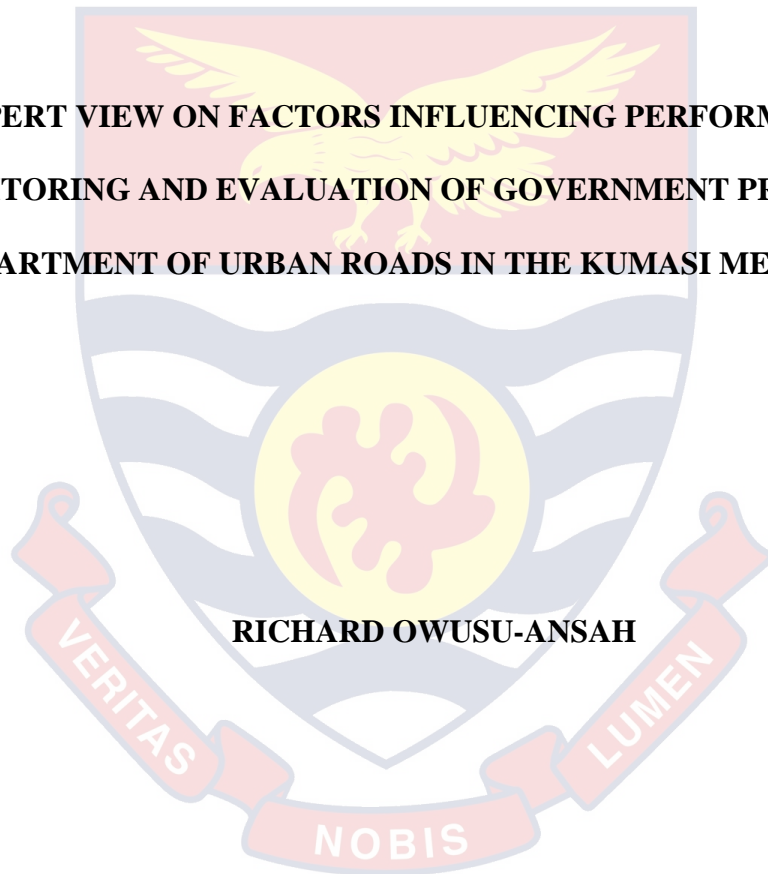 PERT VIEW ON FACTORS INFLUENCING PERFORM
TORING AND EVALUATION OF GOVERNMENT PR
ARTMENT OF URBAN ROADS IN THE KUMASI ME
RICHARD OWUSU-ANSAH
VERITAS
NOBIS
LUMEN